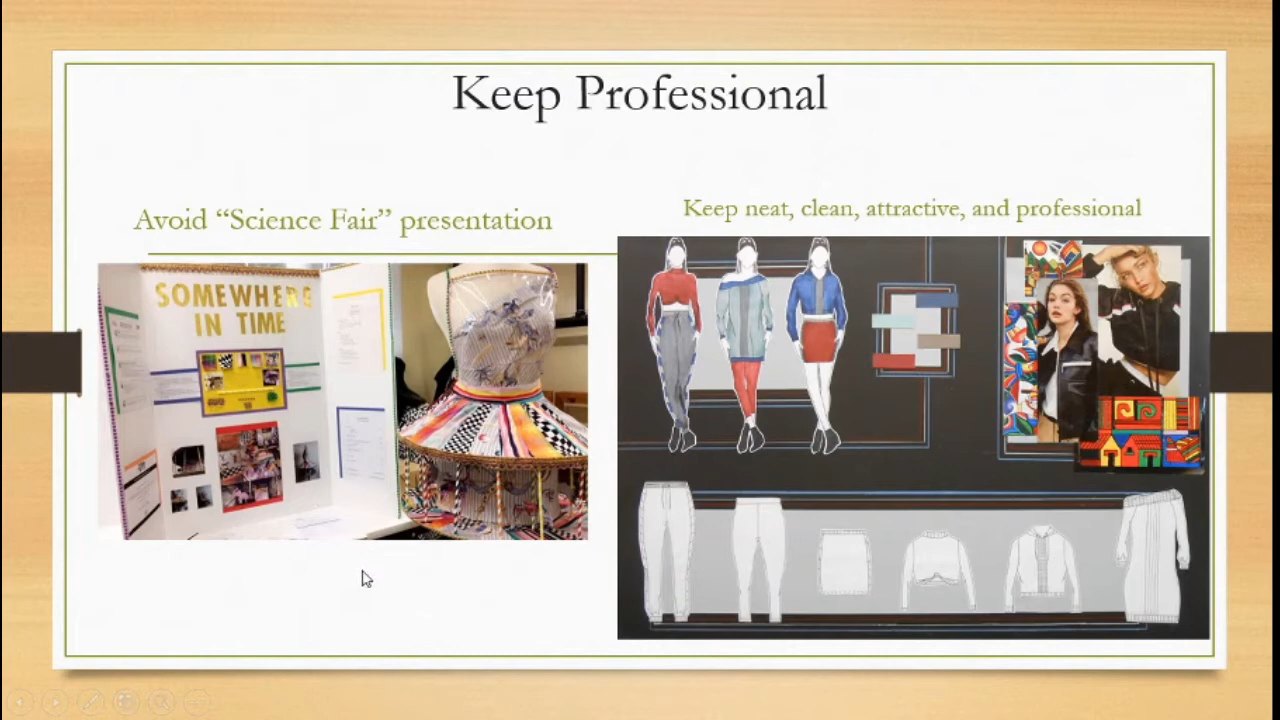 Keep Professional
Avoid “Science Fair” presentation
Keep neat, clean, attractive, and professional
SOMEWHERE
IN TIME